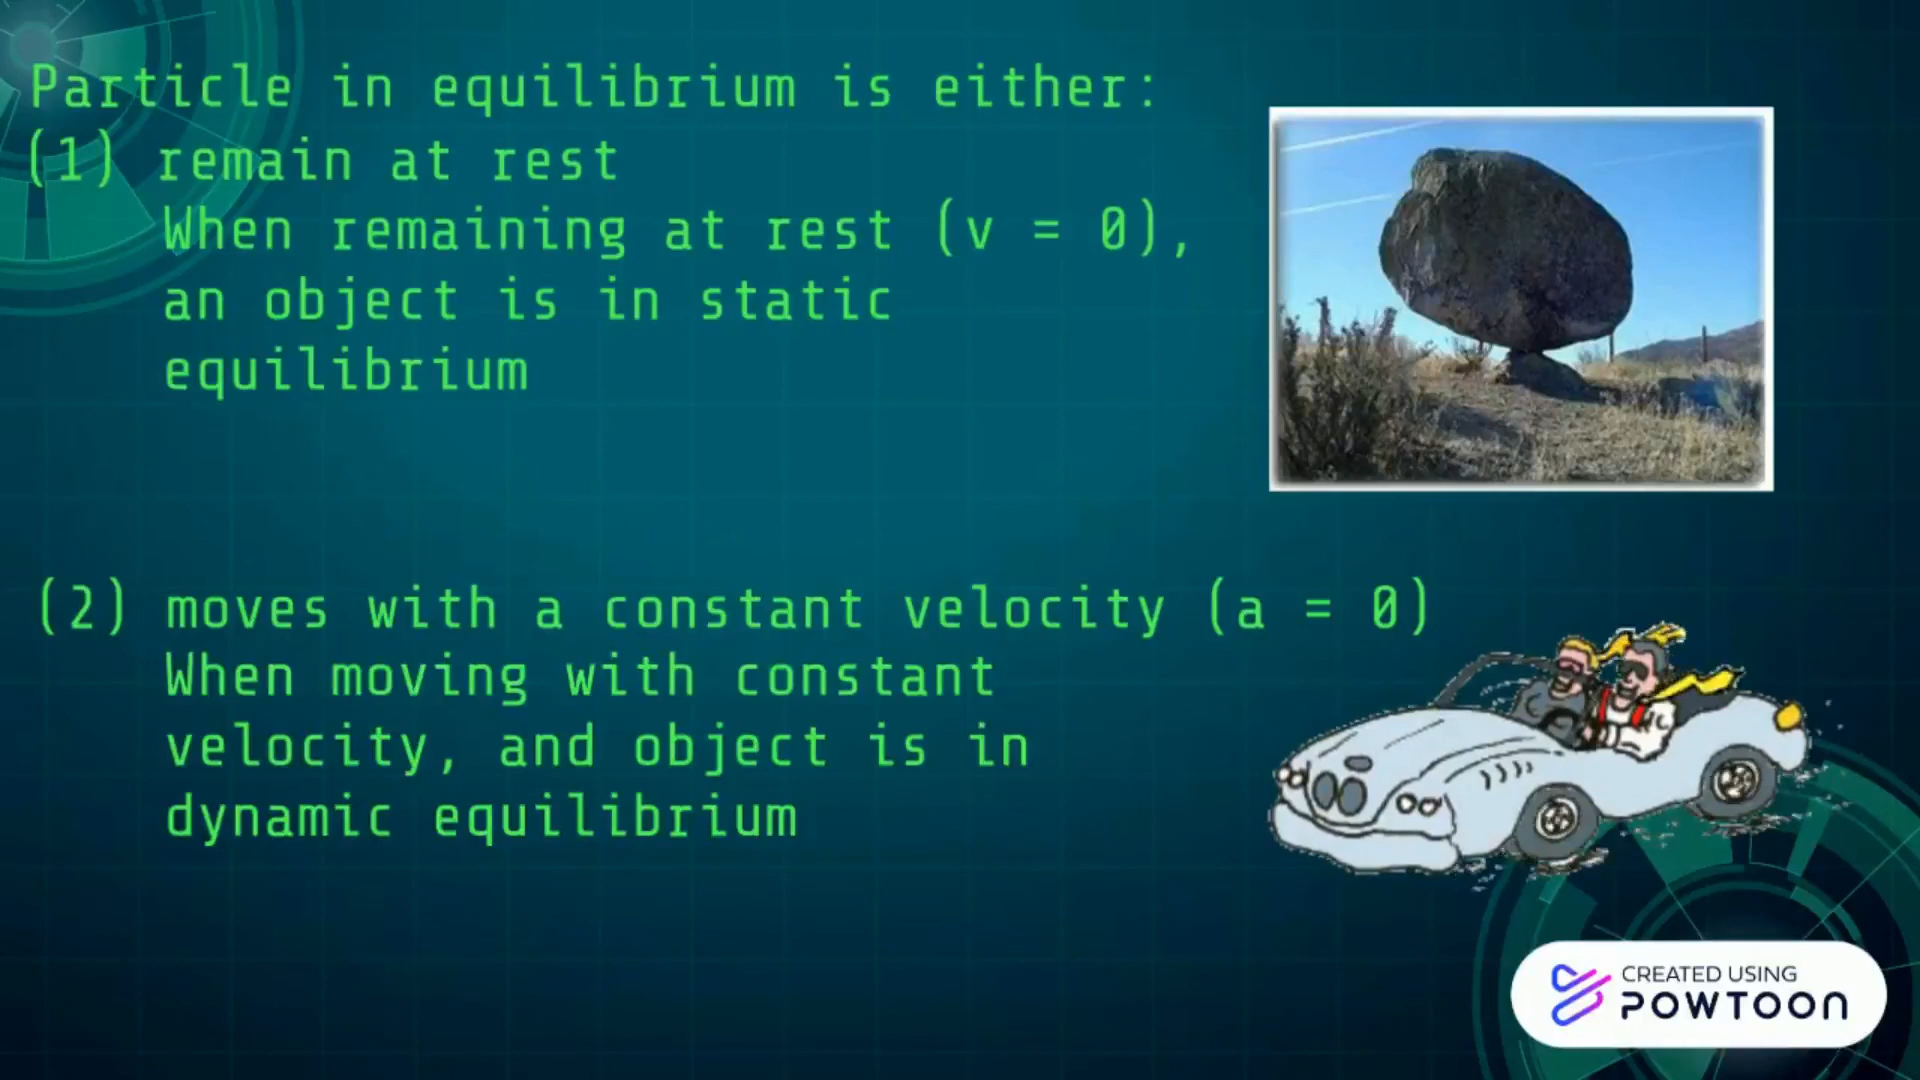 Particle in equilibrium is either:
(1) remain at rest
When remaining at rest (v = 0),
an object is in static
equilibrium
(2) moves with a constant velocity (a = 0)
When moving with constant
velocity, and object is in
dynamic equilibrium
CREATED USING
POWTOON